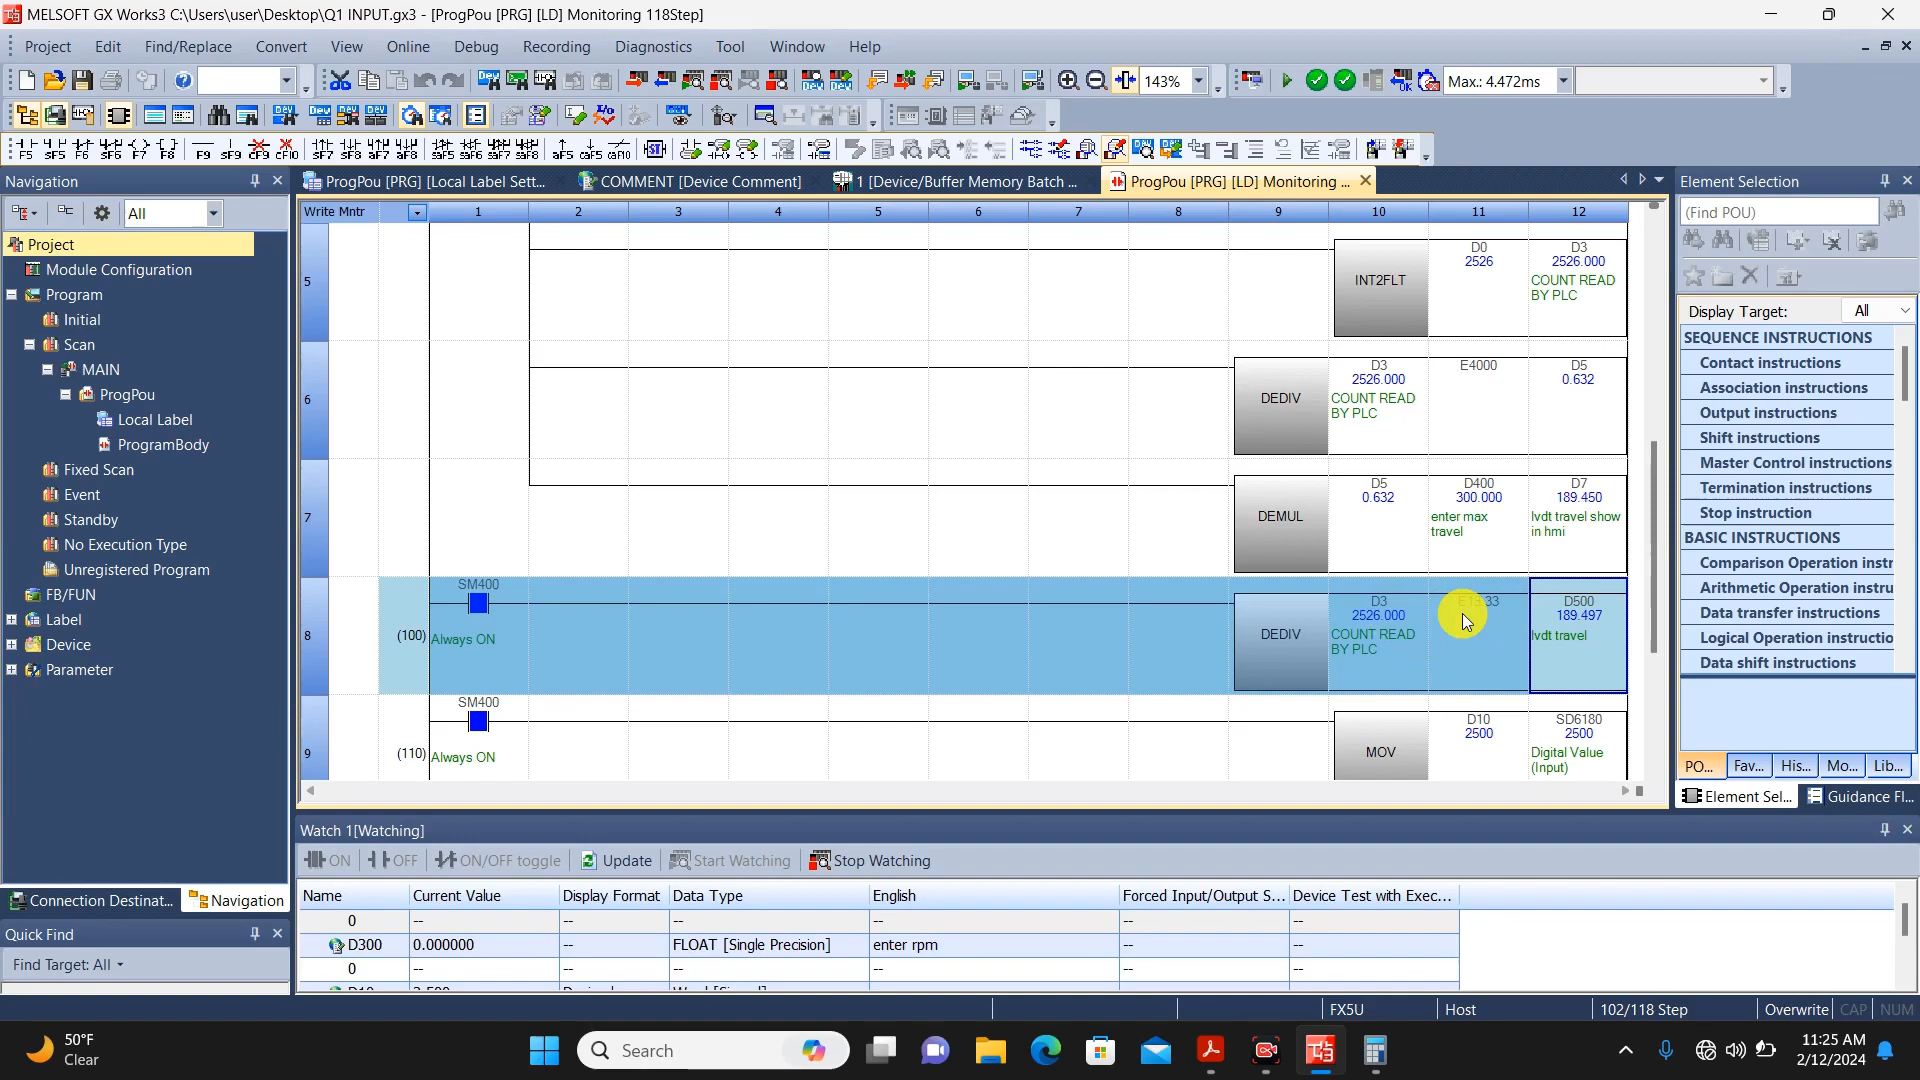 MELSOFT GX Works3 C:\Users\user\Desktop\Q1 INPUT.gx3 - [ProgPou [PRG] [LD] Monitoring 118Step]
Project Edit Find/Replace Convert View Online Debug Recording Diagnostics Tool Window Help
143% Max.: 4.472ms
Navigation
ProgPou [PRG] [Local Label Sett...
COMMENT [Device Comment]
1 [Device/Buffer Memory Batch ...
ProgPou [PRG] [LD] Monitoring ...
Element Selection
All
Write Mntr 1 2 3 4 5 6 7 8 9 10 11 12
(Find POU)
Project
Module Configuration
Program
Initial
Scan
MAIN
ProgPou
Local Label
ProgramBody
Fixed Scan
Event
Standby
No Execution Type
Unregistered Program
FB/FUN
Label
Device
Parameter
5
INT2FLT
D0
2526
D3
2526.000
COUNT READ
BY PLC
6
DEDIV
D3
2526.000
COUNT READ
BY PLC
E4000
D5
0.632
7
DEMUL
D5
0.632
D400
300.000
enter max
travel
D7
189.450
lvdt travel show
in hmi
8
(100)
SM400
Always ON
DEDIV
D3
2526.000
COUNT READ
BY PLC
D500
189.497
lvdt travel
9
(110)
SM400
Always ON
MOV
D10
2500
SD6180
2500
Digital Value
(Input)
Display Target: All
SEQUENCE INSTRUCTIONS
Contact instructions
Association instructions
Output instructions
Shift instructions
Master Control instructions
Termination instructions
Stop instruction
BASIC INSTRUCTIONS
Comparison Operation instr
Arithmetic Operation instru
Data transfer instructions
Logical Operation instructio
Data shift instructions
PO... Fav... His... Mo... Lib...
Element Sel... Guidance Fl...
Watch 1[Watching]
ON OFF ON/OFF toggle Update Start Watching Stop Watching
Name Current Value Display Format Data Type English Forced Input/Output S... Device Test with Exec...
0 -- -- -- -- -- --
D300 0.000000 -- FLOAT [Single Precision] enter rpm -- --
0 -- -- -- -- -- --
Connection Destinat... Navigation
Quick Find
Find Target: All
FX5U Host 102/118 Step Overwrite CAP NUM
50°F
Clear
Search
11:25 AM
2/12/2024